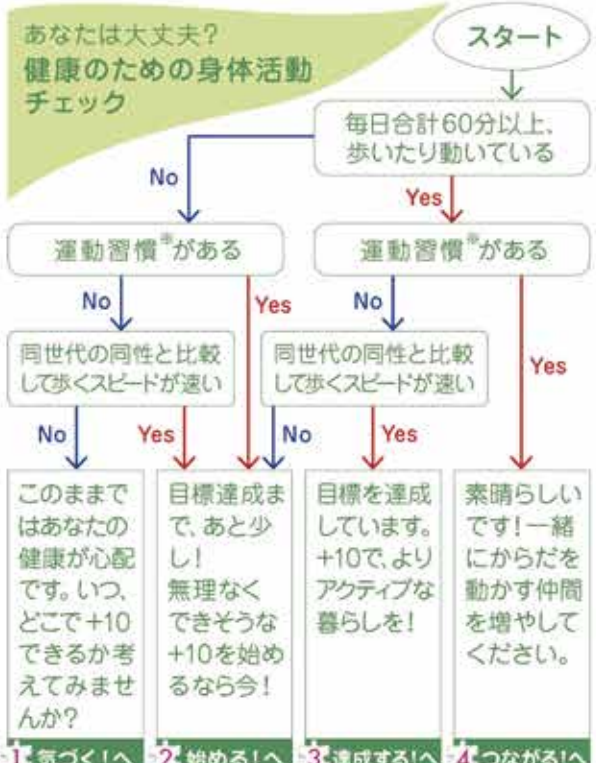 あなたは大丈夫?
健康のための身体活動
チェック
スタート
毎日合計60分以上、
歩いたり動いている
No
Yes
運動習慣※がある
運動習慣※がある
No
Yes
No
Yes
同世代の同性と比較
して歩くスピードが速い
同世代の同性と比較
して歩くスピードが速い
No
Yes
No
Yes
このままで
はあなたの
健康が心配
です。いつ、
どこで+10
できるか考
えてみませ
んか?
目標達成ま
で、あと少
し!
無理なく
できそうな
+10を始め
るなら今!
目標を達成
しています。
+10で、より
アクティブな
暮らしを!
素晴らしい
です!一緒
にからだを
動かす仲間
を増やして
ください。
1 気づく!へ
2 始める!へ
3 達成する!へ
4 つながる!へ